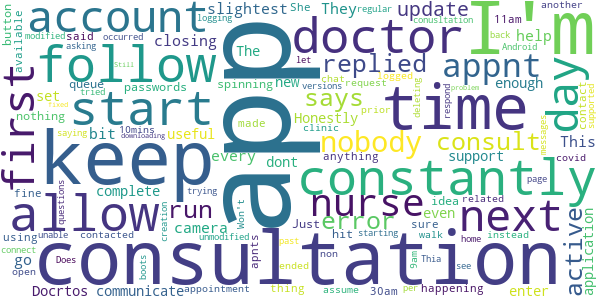 account
slightest
They
update
another
logging
She
occurred
regular
conusltation
11am
button
available
modified
said
asking
closing
The
doctor
replied
appnt
I'm
help
back
Android
Still
queue
passwords
new
enough
follow
tried
spinning
chat
request
logged
versions
let
nothing
set
Honestly
says
made
clinic
prior
useful
deleting
respond
problem
start
first
bit
app
time
day
This
contact
supported
saying
fixed
downloading
10mins
every
dont
anything
covid
nobody
consult
messages
keep
fine
questions
complete
camera
support
idea
related
page
constantly
trying
Won't
even
allow
run
nurse
error
next
active
application
using
unable
contacted
creation
Just
hit
sure
walk
home
instead
starting
go
open
connect
Does
boots
unmodified
apnts
past
ended
non
9am
Thia
see
consultation
Docrtos
communicate
appointment
thing
assume
30am
per
happening
enter